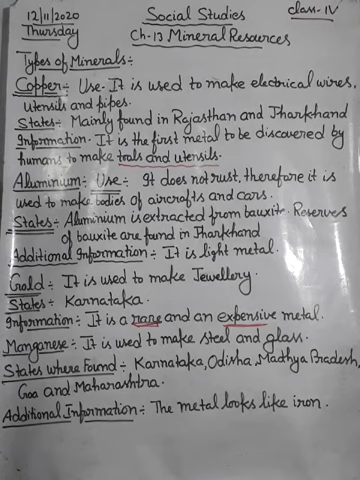 12/11/2020 Social Studies Class-IV
Thursday Ch-13 Mineral Resources
Types of Minerals:-
Copper:- Use- It is used to make electrical wires,
utensils and pipes.
States:- Mainly found in Rajasthan and Jharkhand
Information- It is the first metal to be discovered by
humans to make trols and utensils.
Aluminium:- Use:- It does not rust, therefore it is
used to make bodies of aircrofts and cars.
States:- Aluminium is extracted from bauxite. Reserves
of bauxite are found in Jharkhand
Additional Information:- It is light metal.
Gold:- It is used to make Jewellery.
States:- Karnataka.
Information:- It is a rare and an expensive metal.
Manganese:- It is used to make steel and glass.
States where Found:- Karnataka, Odisha, Madhya Pradesh,
Goa and Maharashtra.
Additional Information:- The metal looks like iron.